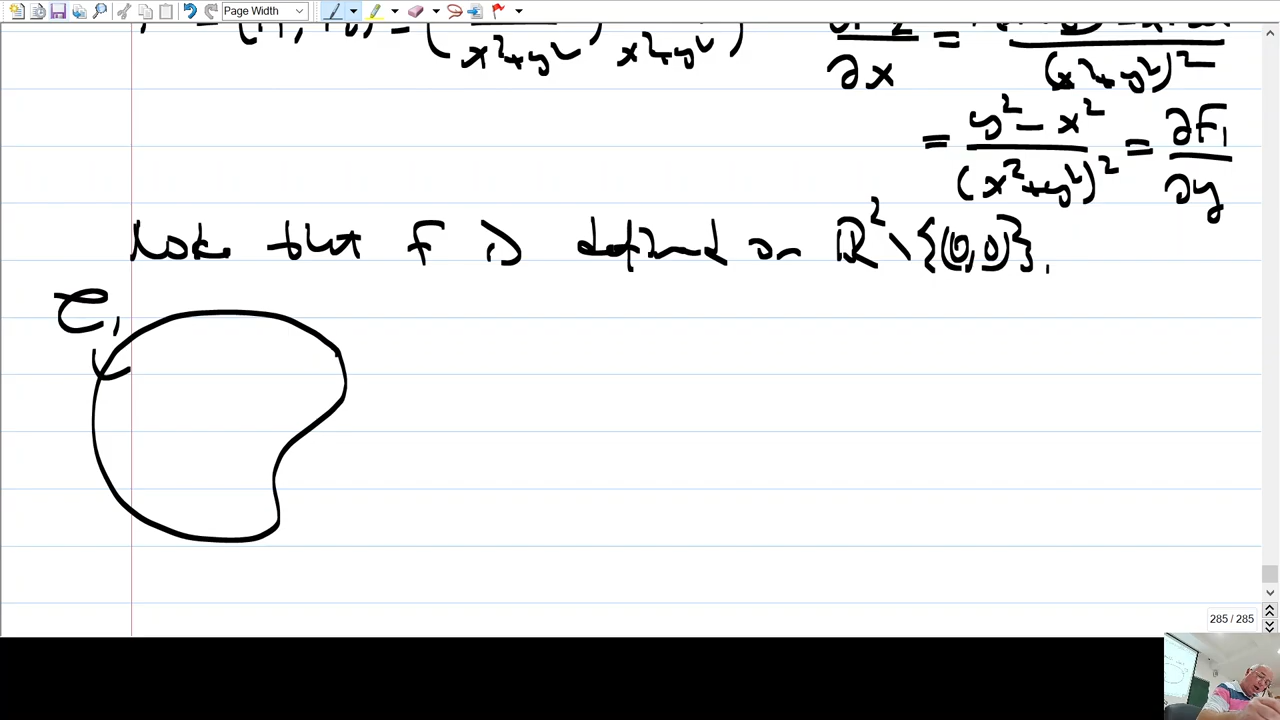 Page Width
(x²+y² , x²+y²)
∂x = (x²+y²)²
= y² - x² / (x²+y²)² = ∂F₁/∂y
Note that F is defined on ℝ² \ {(0,0)}.
C₁
285 / 285